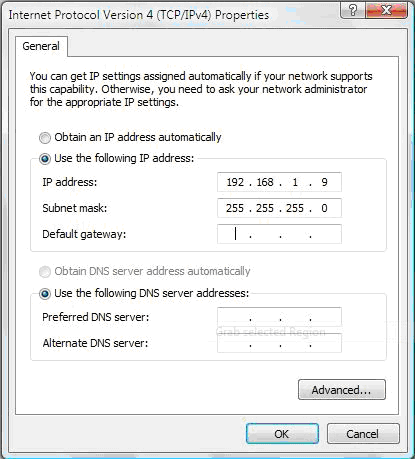 Internet Protocol Version 4 (TCP/IPv4) Properties
General
You can get IP settings assigned automatically if your network supports
this capability. Otherwise, you need to ask your network administrator
for the appropriate IP settings.
Obtain an IP address automatically
Use the following IP address:
IP address: 192 . 168 . 1 . 9
Subnet mask: 255 . 255 . 255 . 0
Default gateway: . . .
Obtain DNS server address automatically
Use the following DNS server addresses:
Preferred DNS server: . . .
Grab selected Region
Alternate DNS server: . . .
Advanced...
OK Cancel